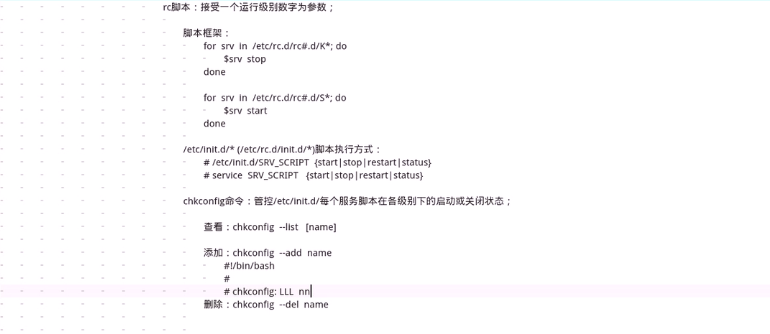 rc脚本：接受一个运行级别数字为参数；
脚本框架：
for srv in /etc/rc.d/rc#.d/K*; do
$srv stop
done
for srv in /etc/rc.d/rc#.d/S*; do
$srv start
done
/etc/init.d/* (/etc/rc.d/init.d/*)脚本执行方式：
# /etc/init.d/SRV_SCRIPT {start|stop|restart|status}
# service SRV_SCRIPT {start|stop|restart|status}
chkconfig命令：管控/etc/init.d/每个服务脚本在各级别下的启动或关闭状态；
查看：chkconfig --list [name]
添加：chkconfig --add name
#!/bin/bash
#
# chkconfig: LLL nn
删除：chkconfig --del name